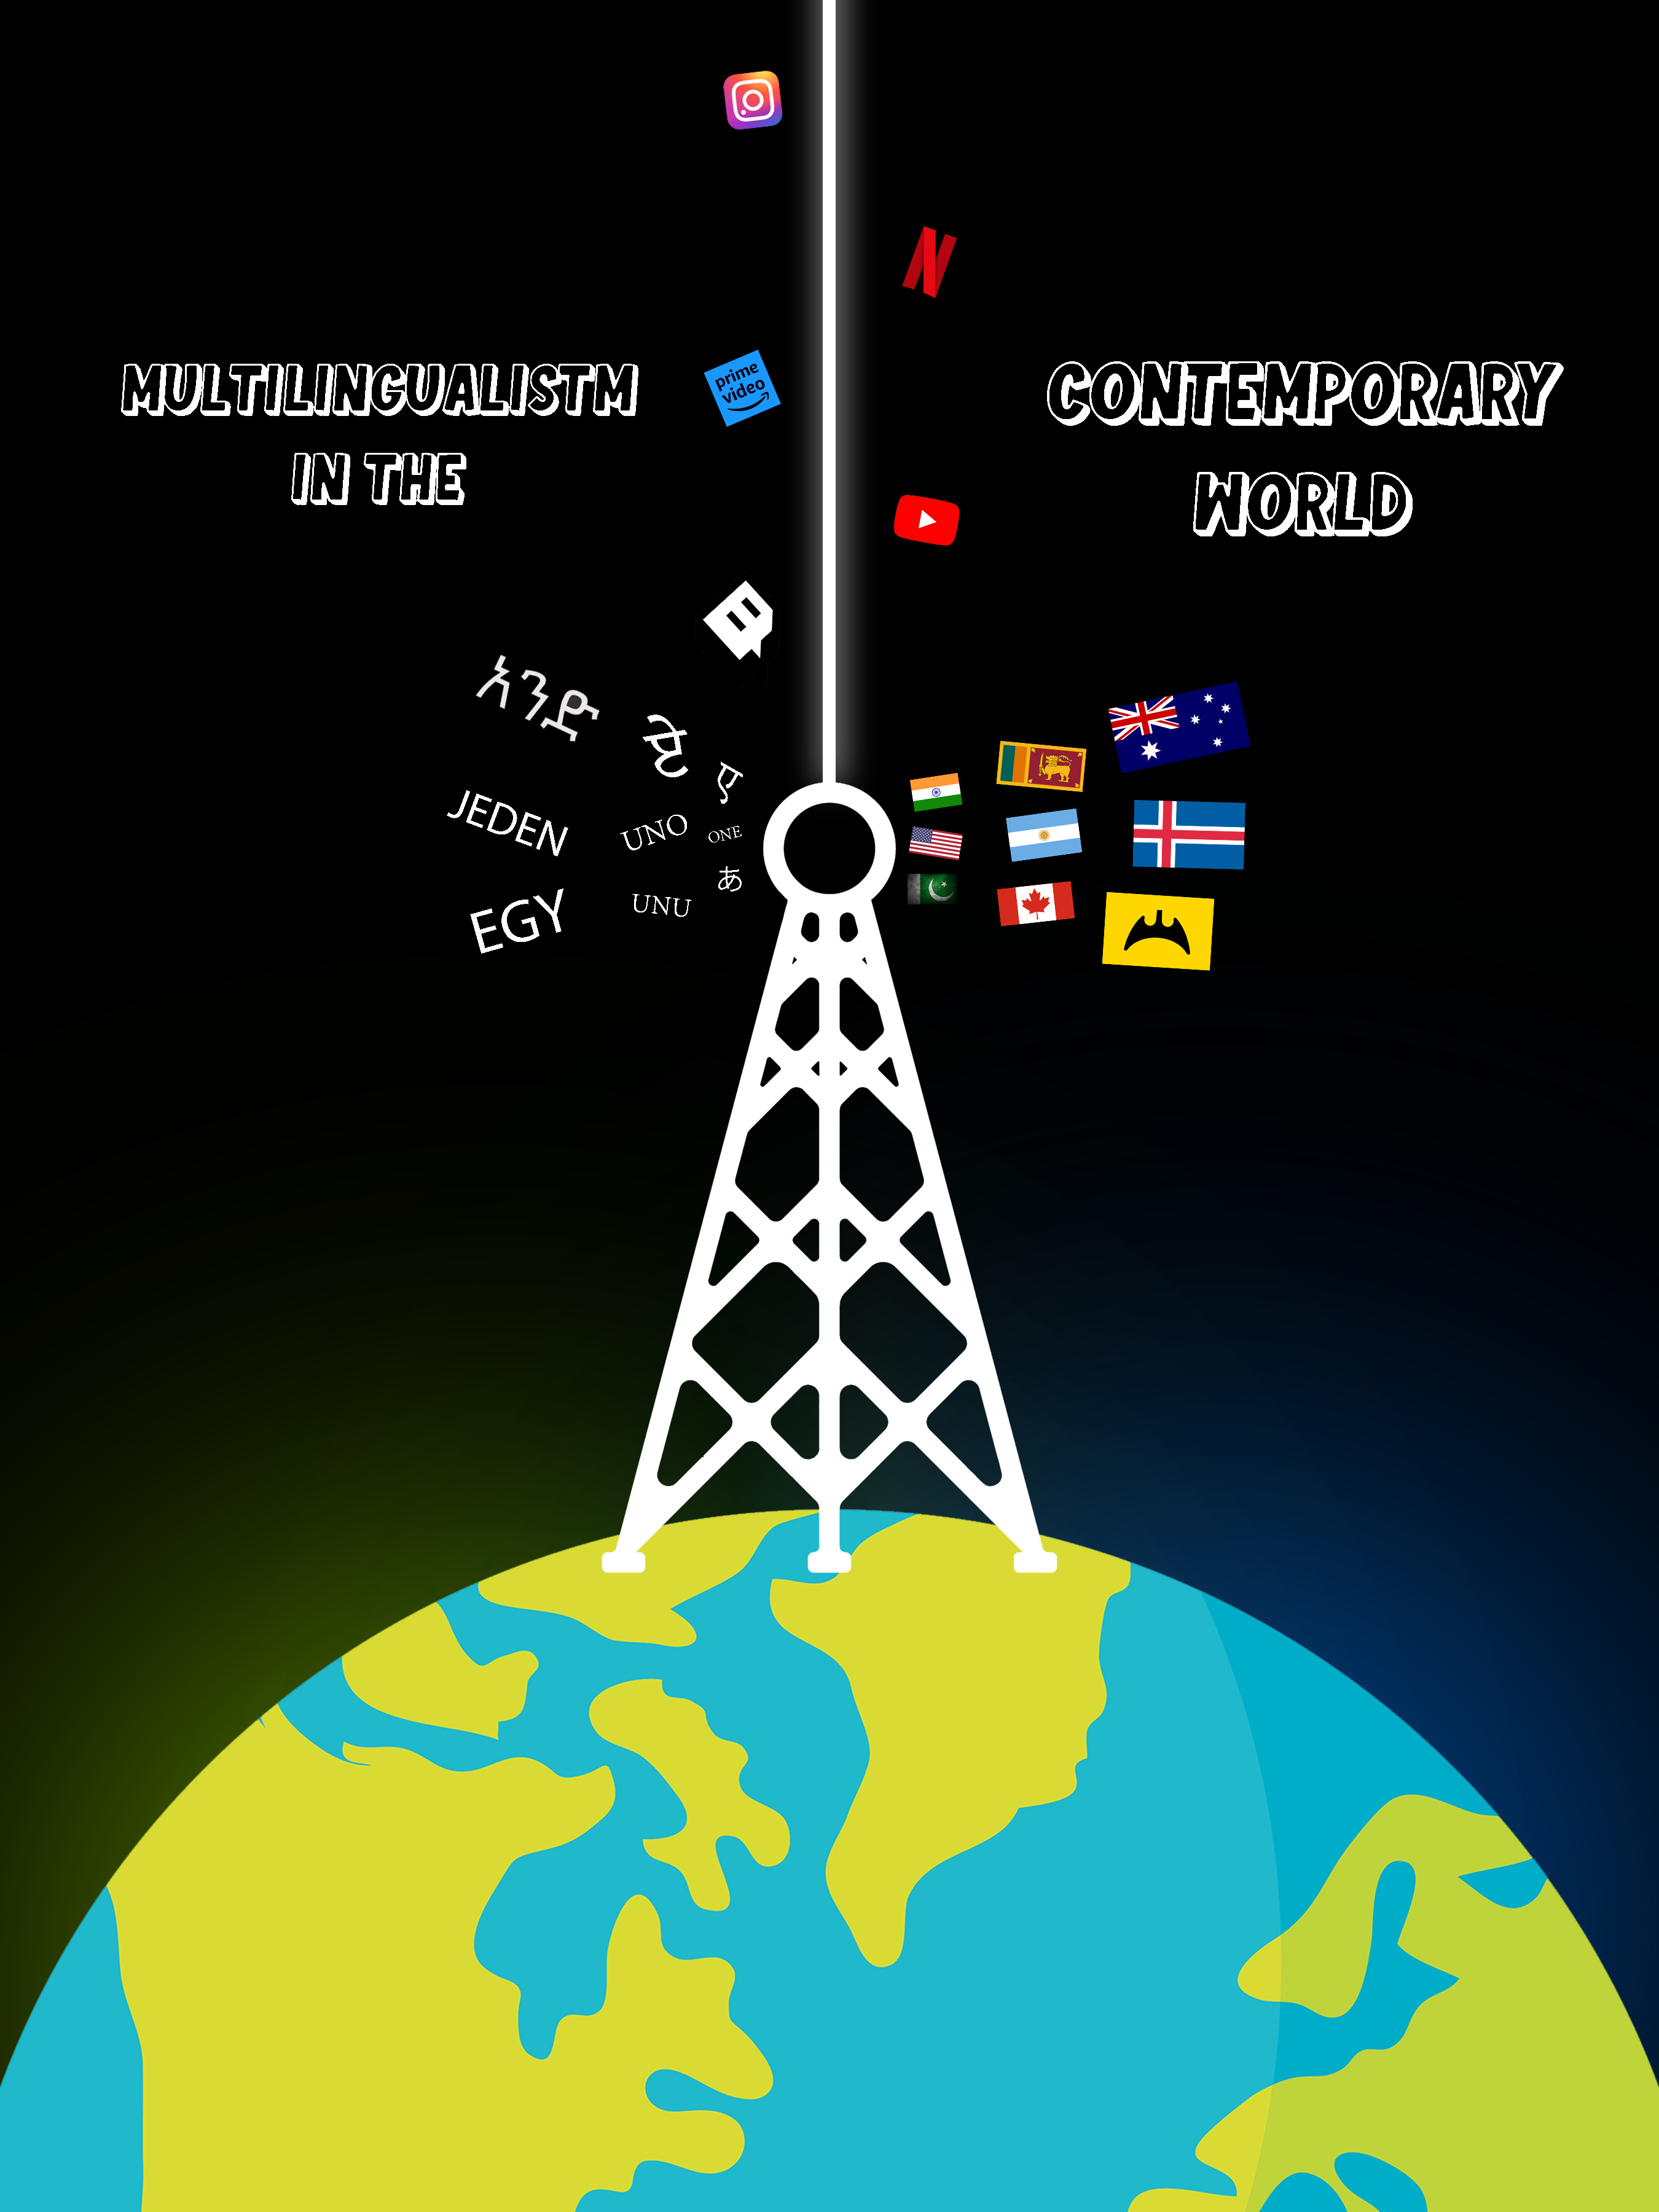 MULTILINGUALISTM
IN THE
CONTEMPORARY
WORLD
prime
video
አንድ
ए
JEDEN
UNO
ONE
あ
EGY
UNU